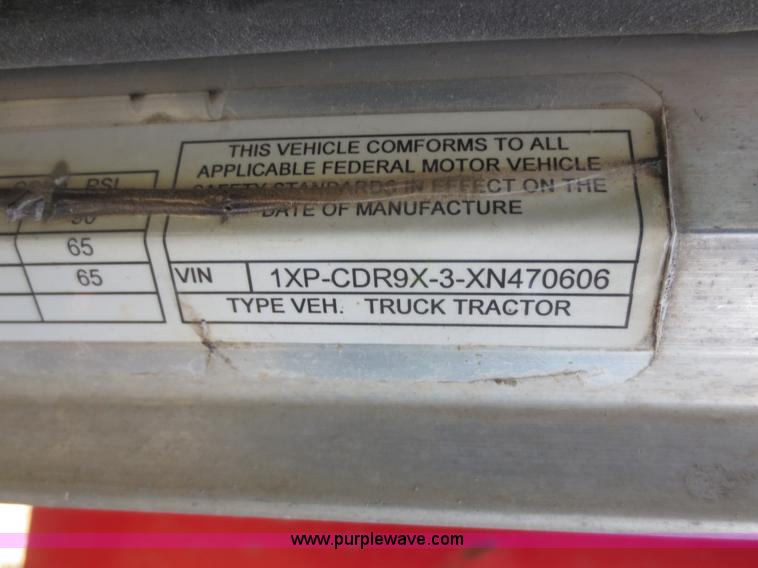 THIS VEHICLE COMFORMS TO ALL
APPLICABLE FEDERAL MOTOR VEHICLE
SAFETY STANDARDS IN EFFECT ON THE
DATE OF MANUFACTURE
PSI
90
65
65
VIN 1XP-CDR9X-3-XN470606
TYPE VEH. TRUCK TRACTOR
www.purplewave.com